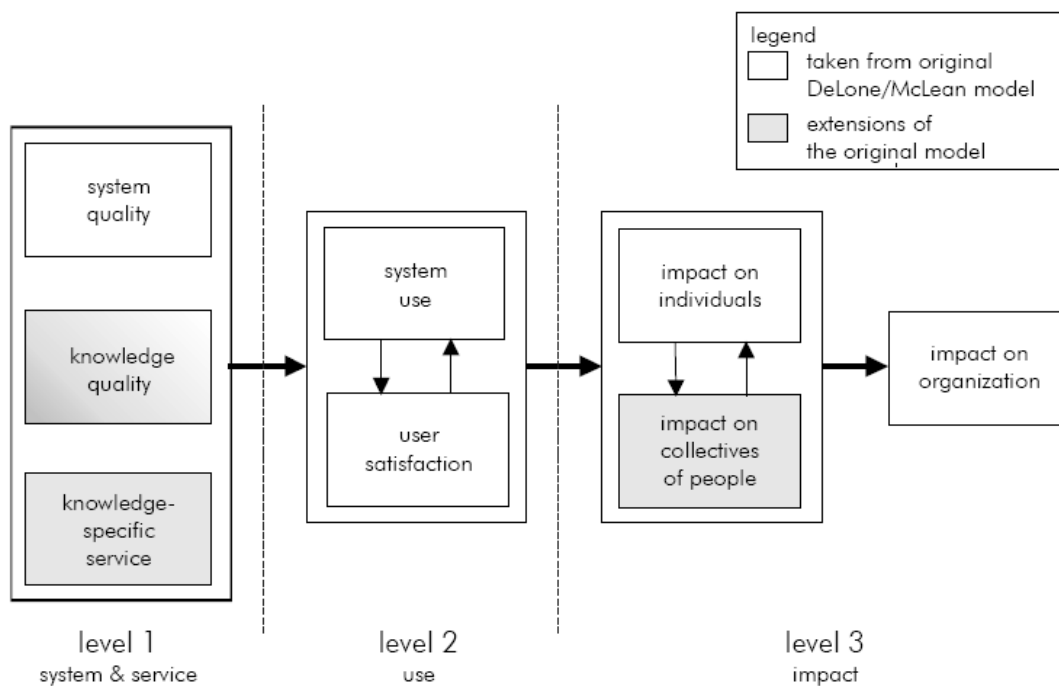 legend
taken from original
DeLone/McLean model
extensions of
the original model
system
quality
knowledge
quality
knowledge-
specific
service
system
use
user
satisfaction
impact on
individuals
impact on
collectives
of people
impact on
organization
level 1
system & service
level 2
use
level 3
impact